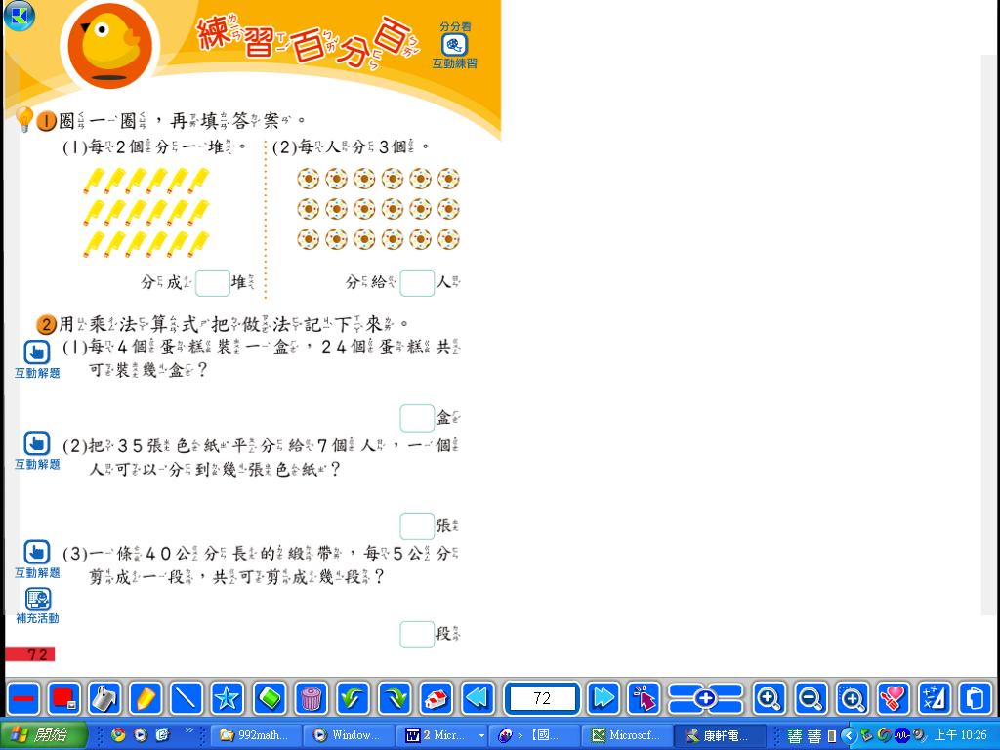 練習百分百
分分看
互動練習
1 圈一圈，再填答案。
(1)每2個分一堆。
(2)每人分3個。
分成 堆
分給 人
2 用乘法算式把做法記下來。
互動解題
(1)每4個蛋糕裝一盒，24個蛋糕共
可裝幾盒？
盒
互動解題
(2)把35張色紙平分給7個人，一個
人可以分到幾張色紙？
張
互動解題
(3)一條40公分長的緞帶，每5公分
剪成一段，共可剪成幾段？
補充活動
段
72
72
開始
992math...
Window...
2 Micr...
> 【國...
Microsof...
康軒電...
上午 10:26